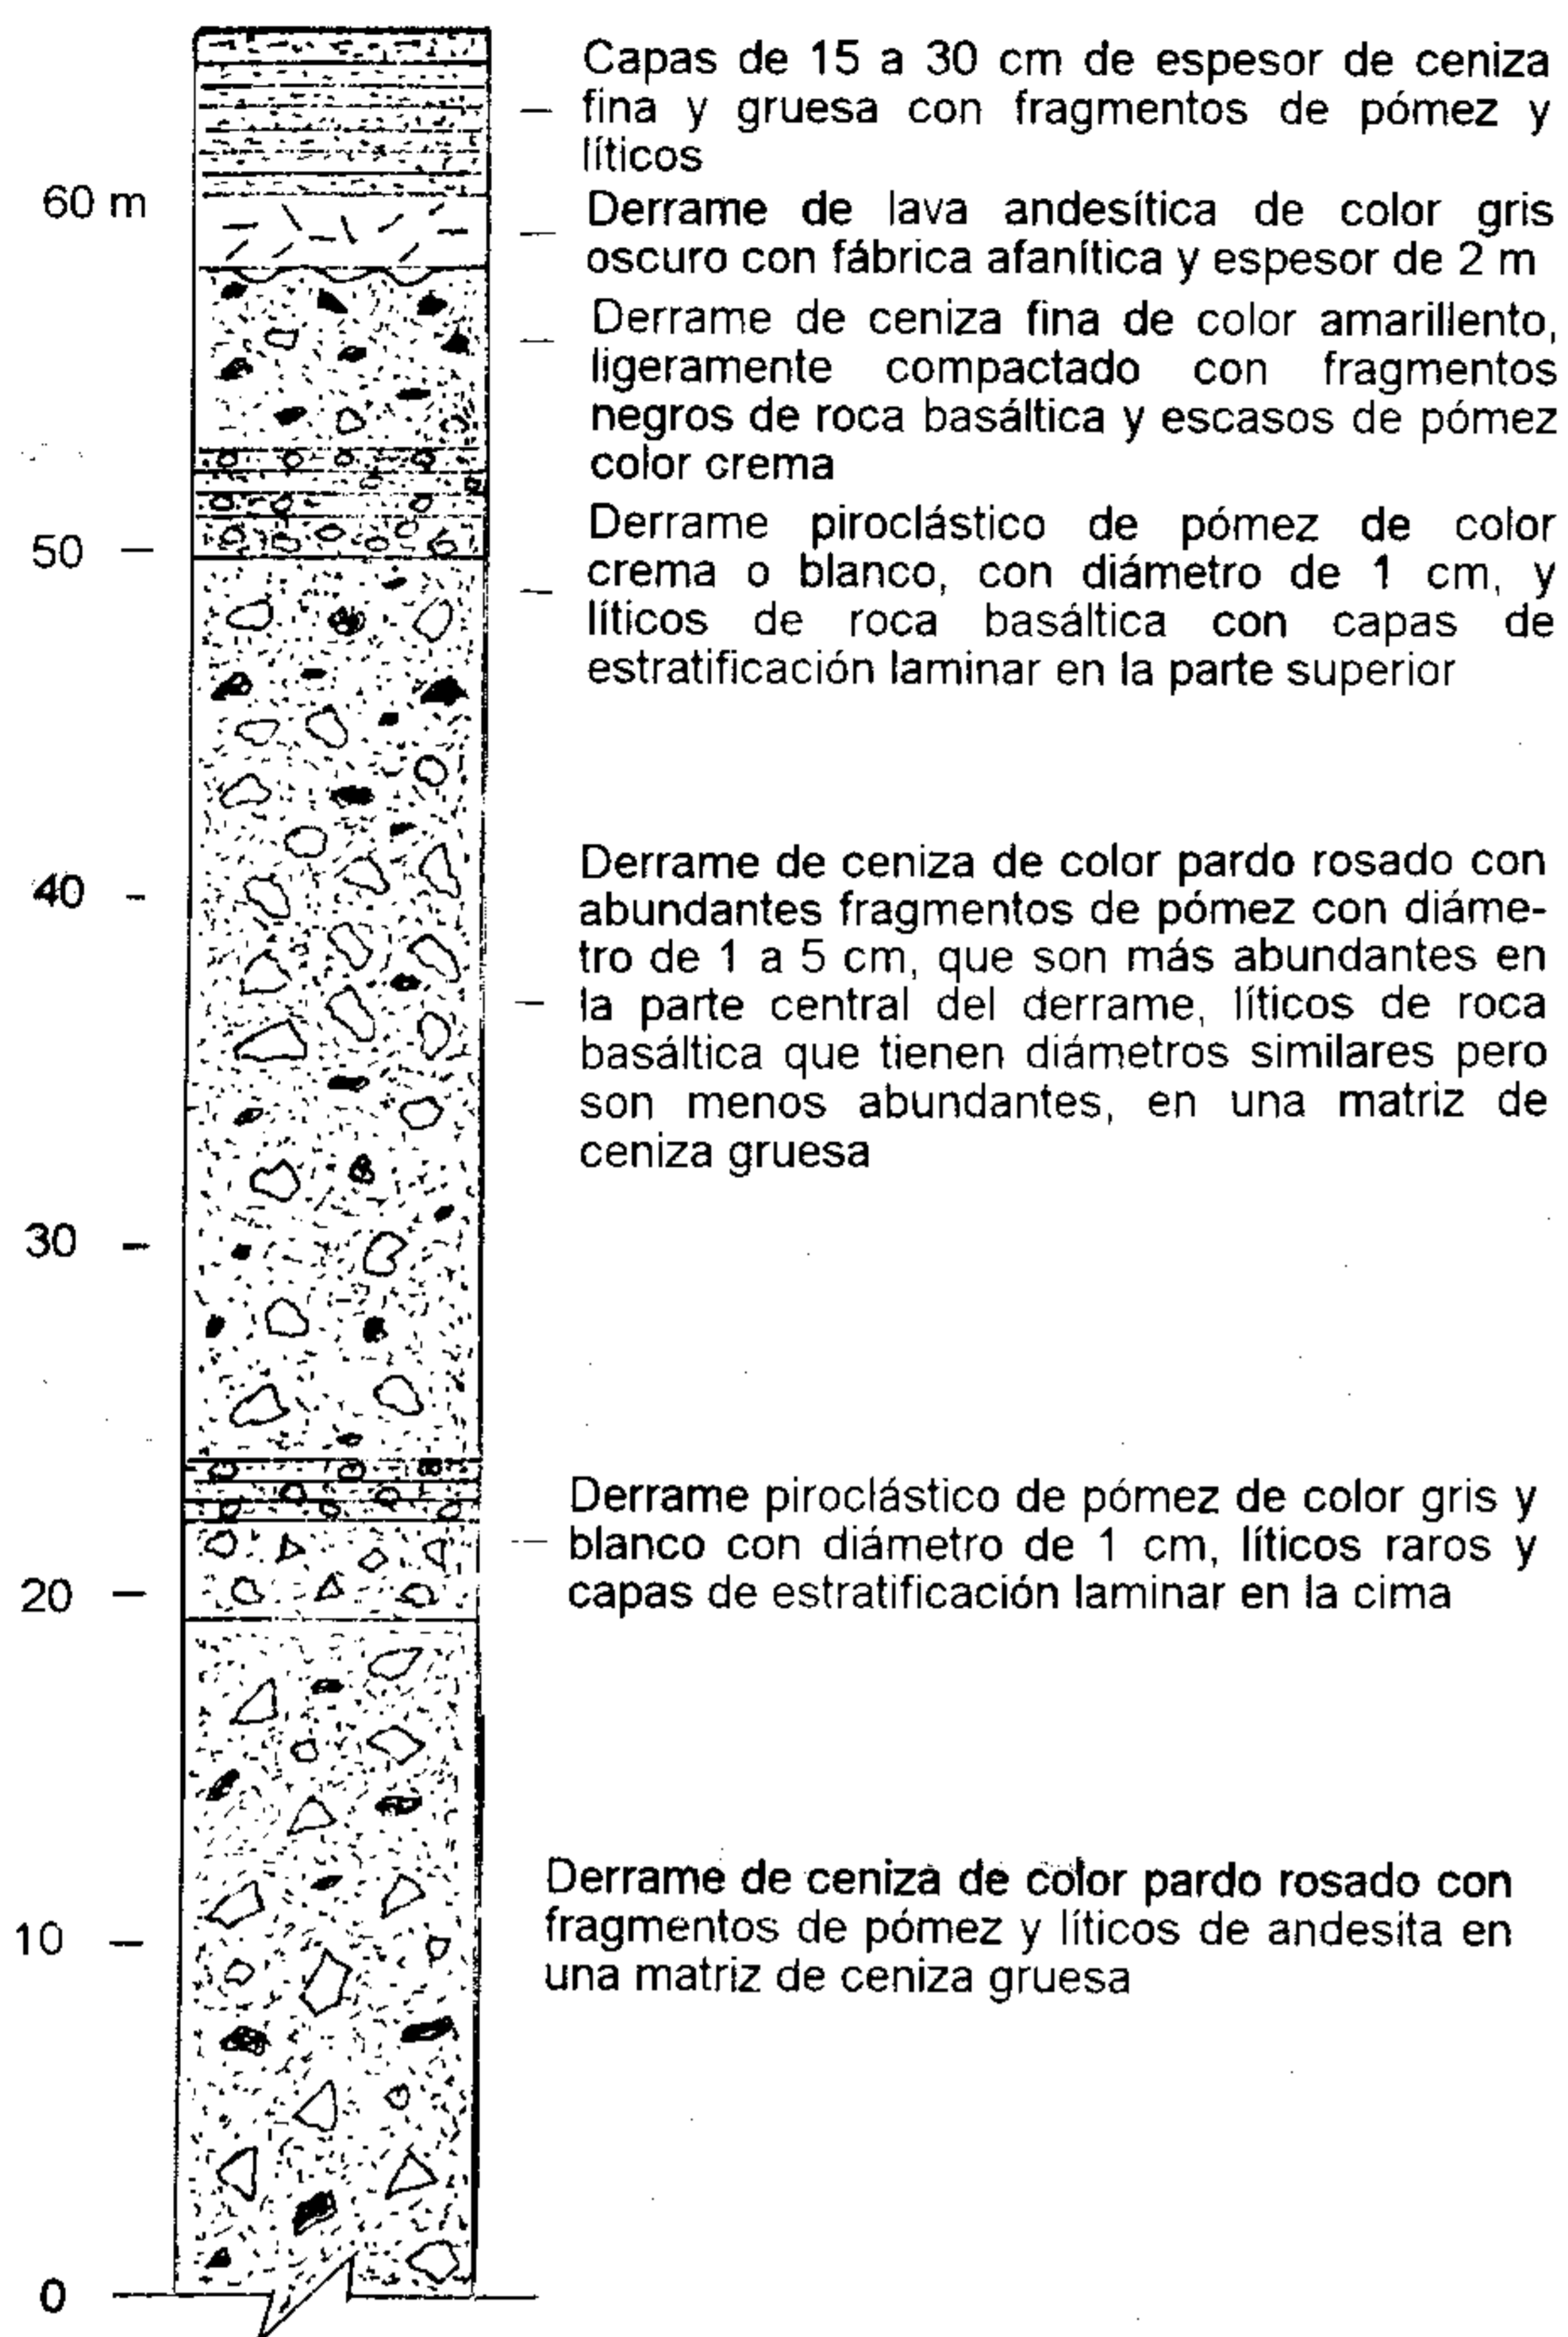 Capas de 15 a 30 cm de espesor de ceniza
fina y gruesa con fragmentos de pómez y
líticos
60 m
Derrame de lava andesítica de color gris
oscuro con fábrica afanítica y espesor de 2 m
Derrame de ceniza fina de color amarillento,
ligeramente compactado con fragmentos
negros de roca basáltica y escasos de pómez
color crema
50
Derrame piroclástico de pómez de color
crema o blanco, con diámetro de 1 cm, y
líticos de roca basáltica con capas de
estratificación laminar en la parte superior
40
Derrame de ceniza de color pardo rosado con
abundantes fragmentos de pómez con diáme-
tro de 1 a 5 cm, que son más abundantes en
la parte central del derrame, líticos de roca
basáltica que tienen diámetros similares pero
son menos abundantes, en una matriz de
ceniza gruesa
30
Derrame piroclástico de pómez de color gris y
blanco con diámetro de 1 cm, líticos raros y
capas de estratificación laminar en la cima
20
Derrame de ceniza de color pardo rosado con
fragmentos de pómez y líticos de andesita en
una matriz de ceniza gruesa
10
0